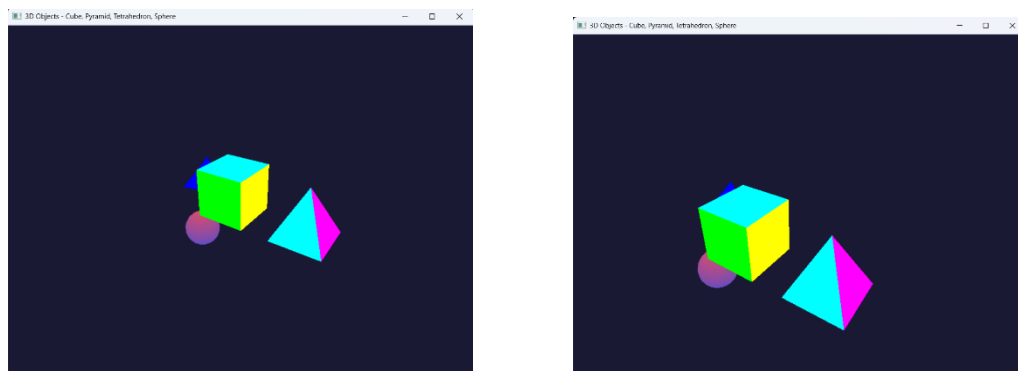 3D Objects - Cube, Pyramid, Tetrahedron, Sphere
3D Objects - Cube, Pyramid, Tetrahedron, Sphere